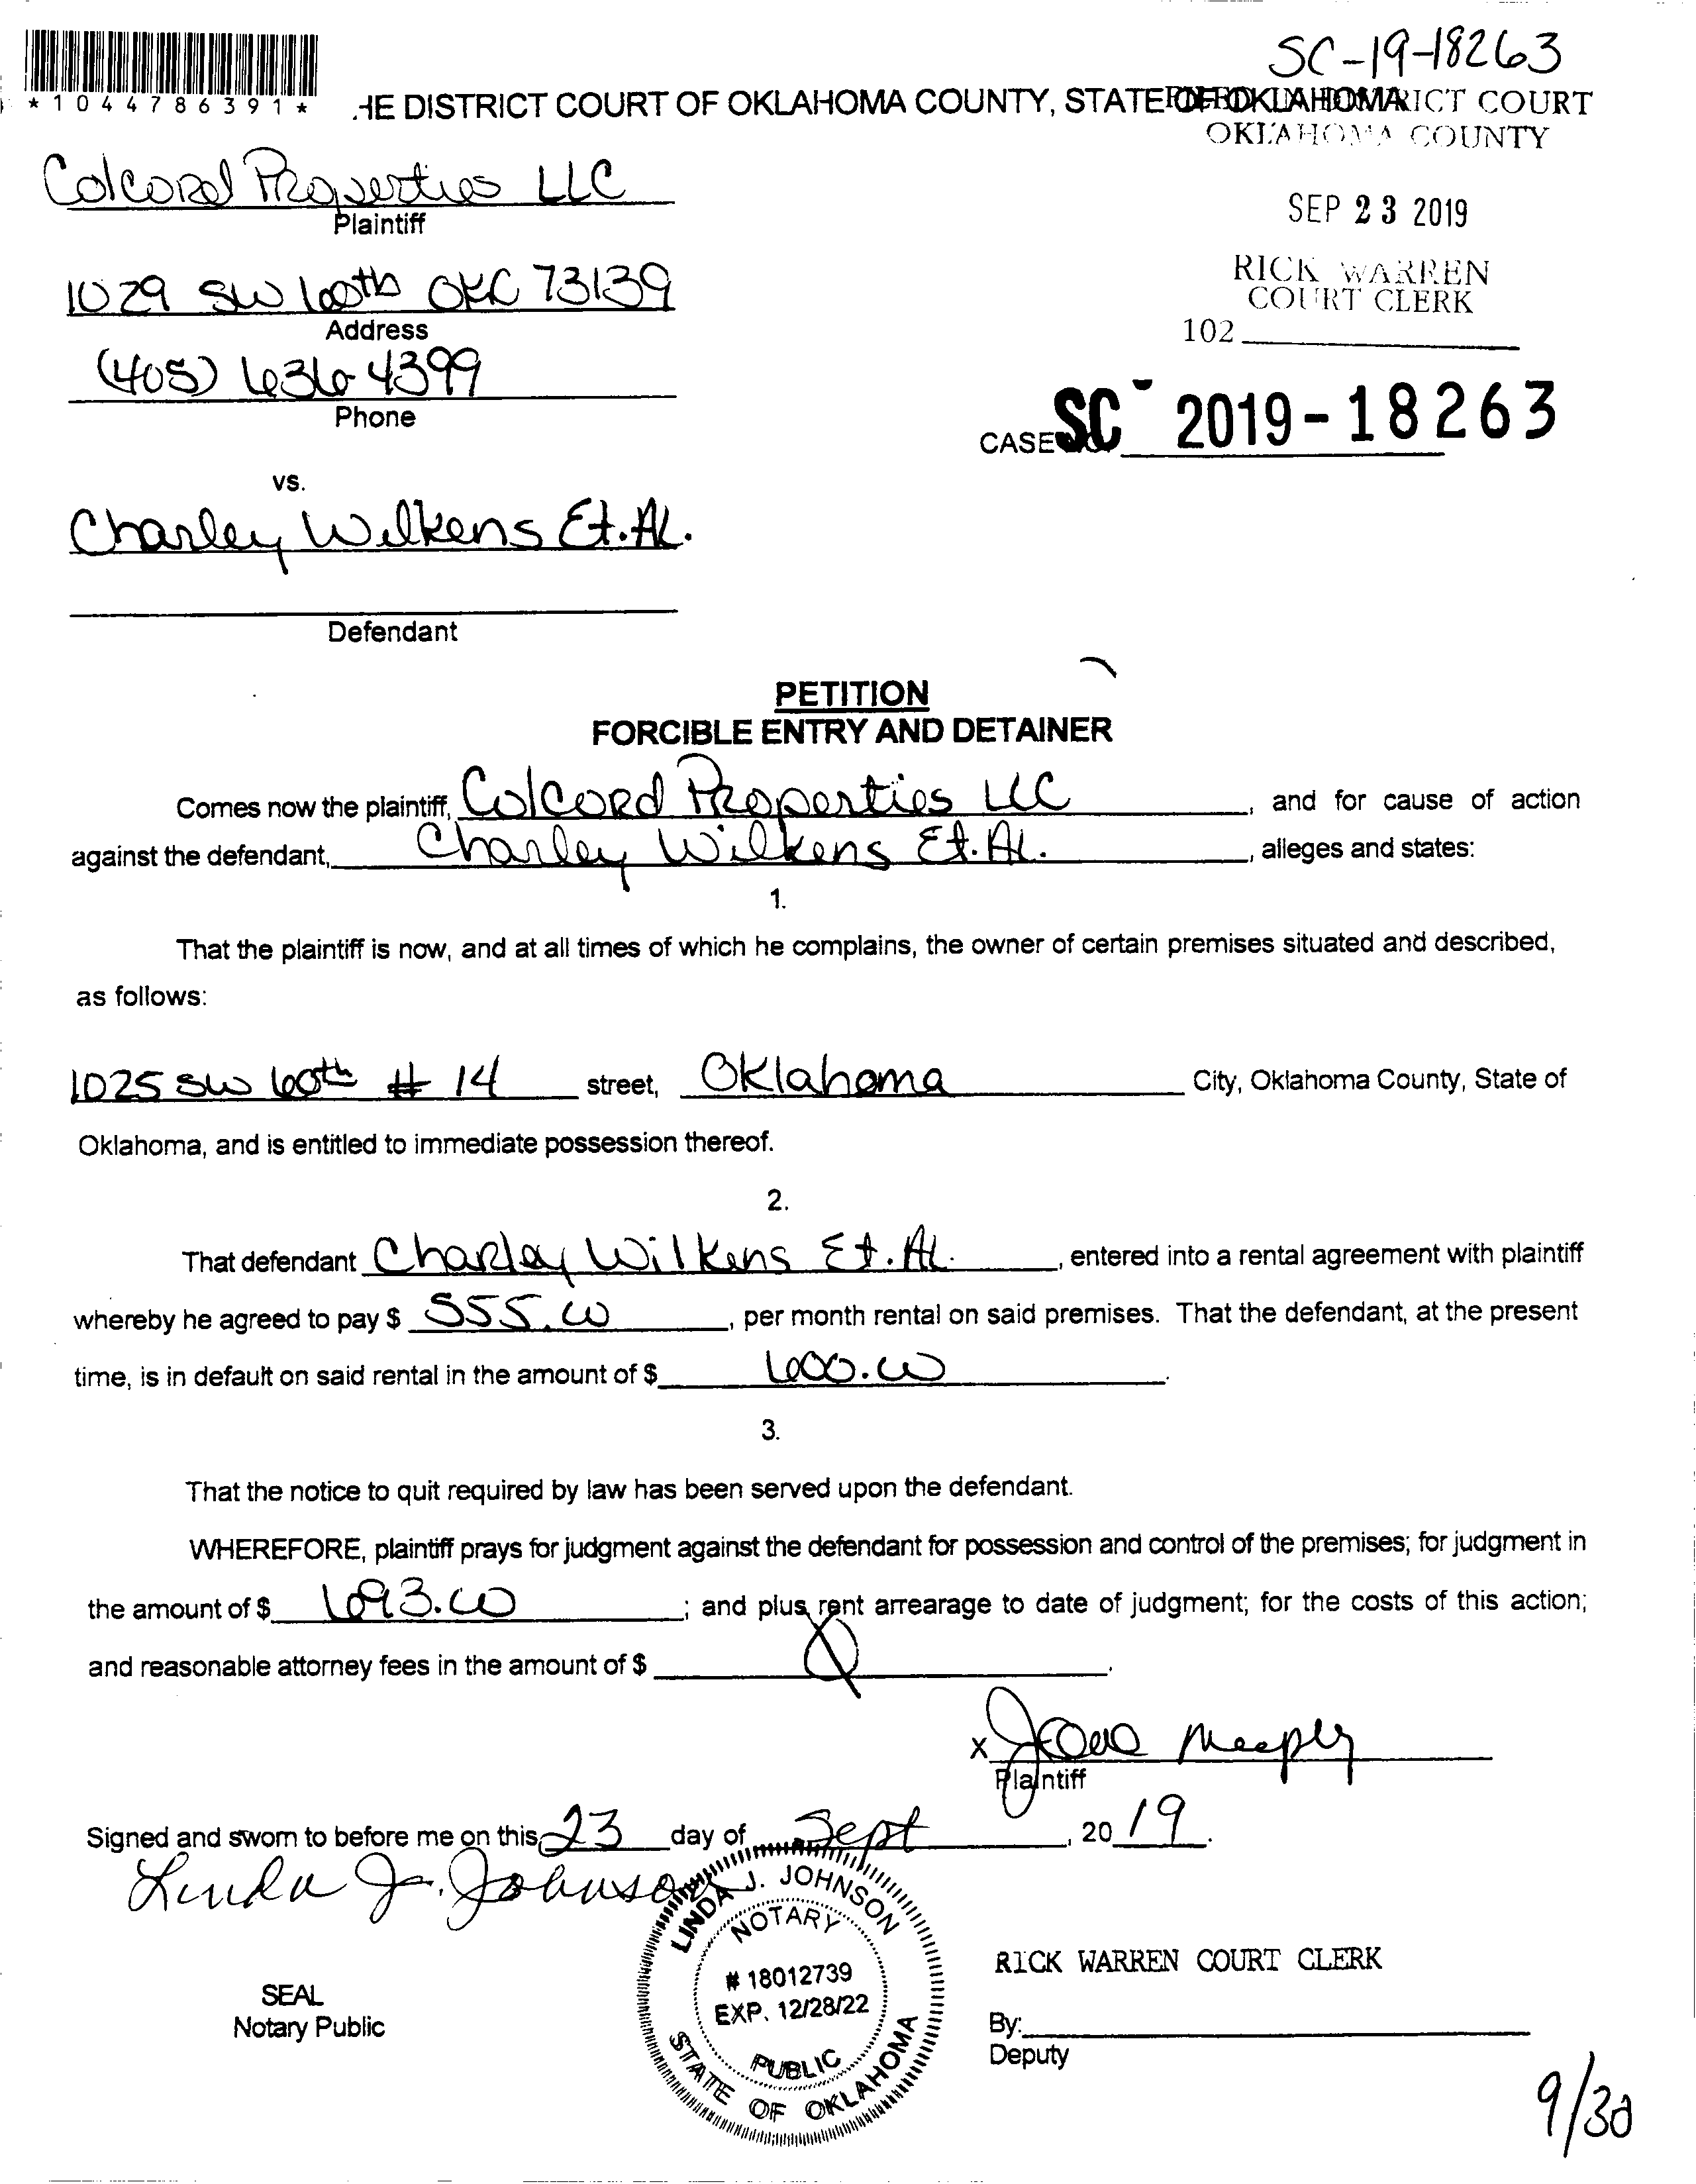 SC-19-18263
*1044786391*
HE DISTRICT COURT OF OKLAHOMA COUNTY, STATE OF OKLAHOMA
DISTRICT COURT
OKLAHOMA COUNTY
Colcord Properties LLC
Plaintiff
SEP 23 2019
1029 SW 60th OKC 73139
Address
RICK WARREN
COURT CLERK
102
(405) 636 4399
Phone
CASE NO. SC- 2019-18263
vs.
Charley Wilkens Et. AL.
Defendant
PETITION
FORCIBLE ENTRY AND DETAINER
Comes now the plaintiff, Colcord Properties LLC, and for cause of action
against the defendant, Charley Wilkens Et. AL., alleges and states:
1.
That the plaintiff is now, and at all times of which he complains, the owner of certain premises situated and described,
as follows:
1025 SW 60th # 14 street, Oklahoma City, Oklahoma County, State of
Oklahoma, and is entitled to immediate possession thereof.
2.
That defendant Charley Wilkens Et. AL., entered into a rental agreement with plaintiff
whereby he agreed to pay $ 555.00, per month rental on said premises. That the defendant, at the present
time, is in default on said rental in the amount of $ 600.00.
3.
That the notice to quit required by law has been served upon the defendant.
WHEREFORE, plaintiff prays for judgment against the defendant for possession and control of the premises; for judgment in
the amount of $ 693.00; and plus rent arrearage to date of judgment; for the costs of this action;
and reasonable attorney fees in the amount of $ 0.
x
Plaintiff
Signed and sworn to before me on this 23 day of Sept, 2019.
Linda J. Johnson
LINDA J. JOHNSON
NOTARY
# 18012739
EXP. 12/28/22
PUBLIC
STATE OF OKLAHOMA
RICK WARREN COURT CLERK
SEAL
Notary Public
By:
Deputy
9/30